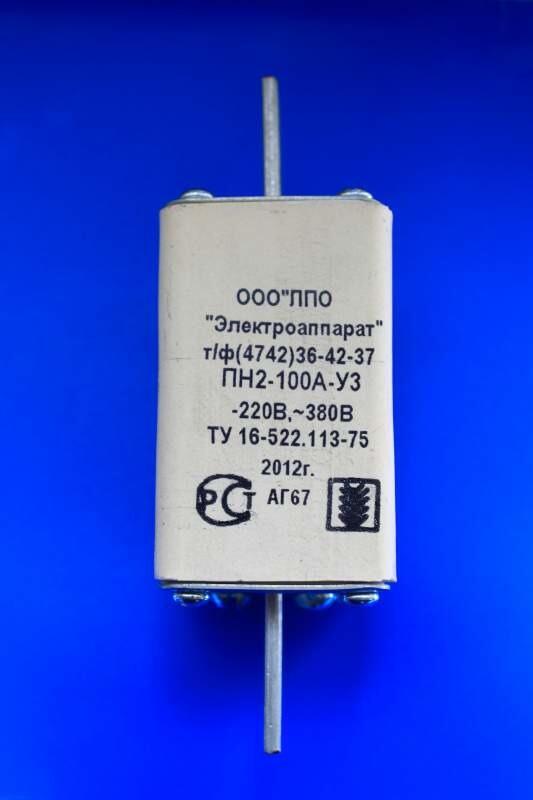 ООО"ЛПО
"Электроаппарат"
т/ф(4742)36-42-37
ПН2-100А-У3
-220В,~380В
ТУ 16-522.113-75
2012г.
РСТ АГ67